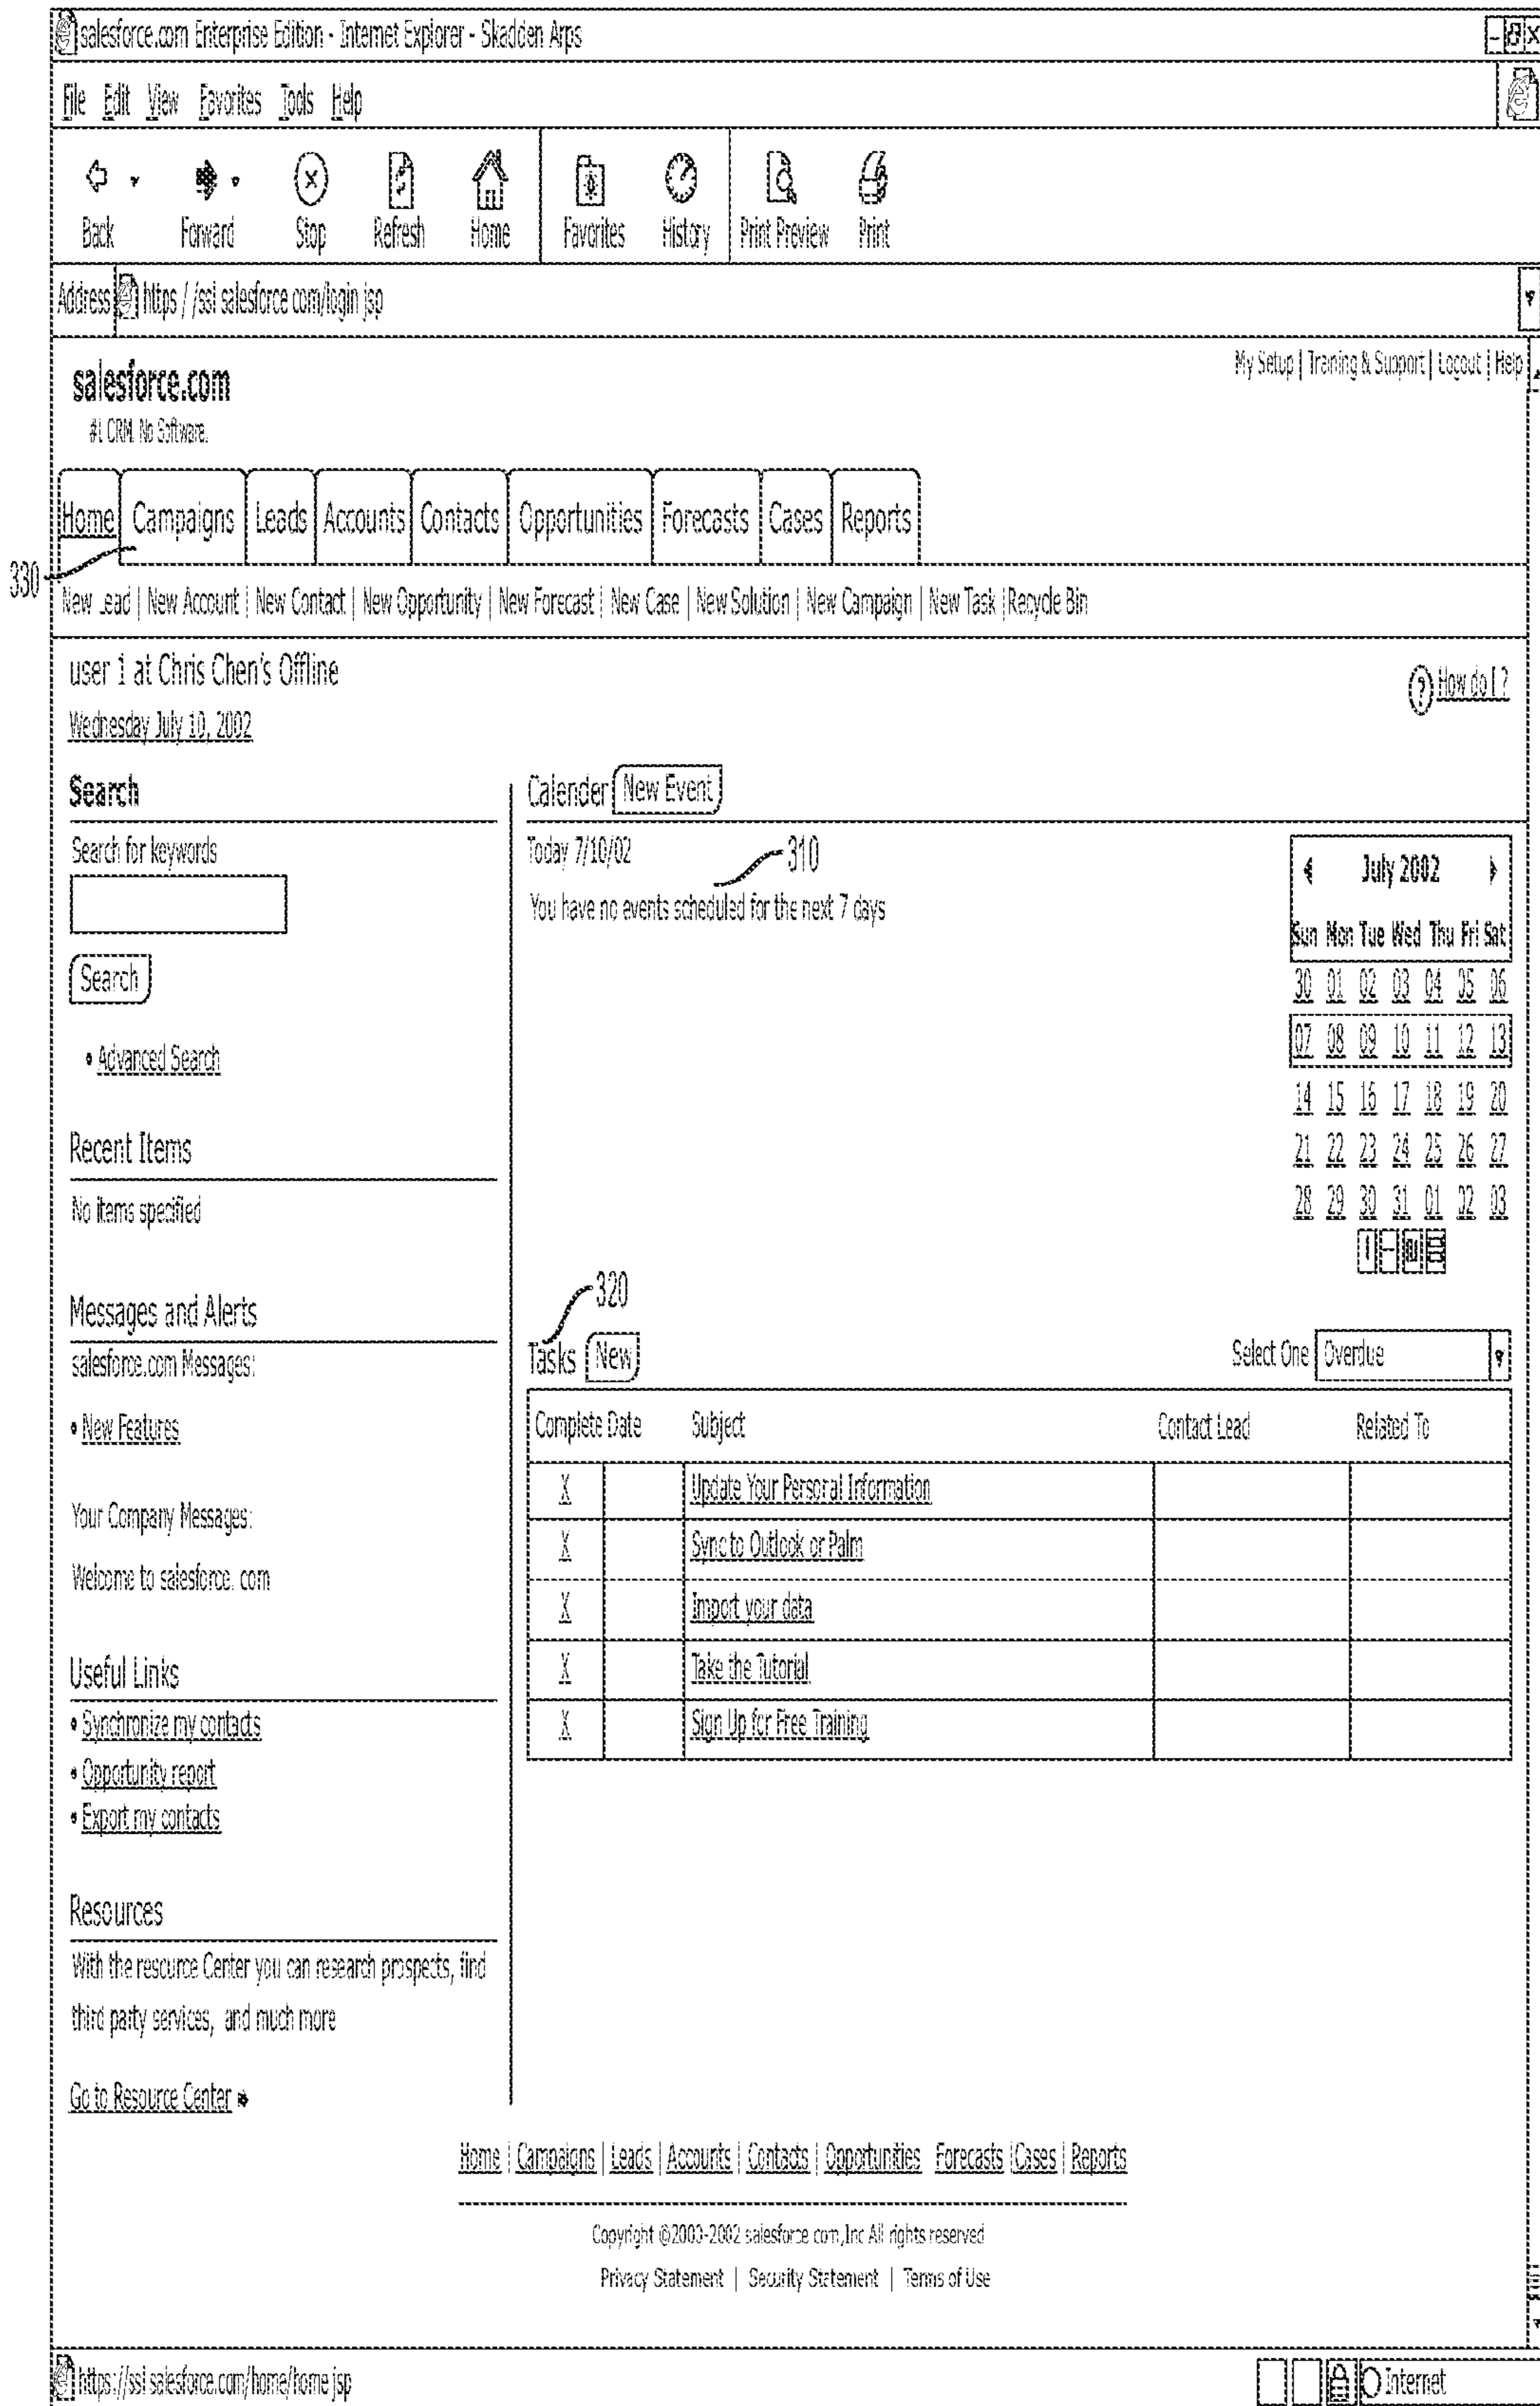 salesforce.com Enterprise Edition - Internet Explorer - Skadden Arps
File Edit View Favorites Tools Help
Back Forward Stop Refresh Home Favorites History Print Preview Print
Address https / /ssl salesforce com/login jsp
salesforce.com
My Setup | Training & Support | Logout | Help
#1 CRM. No Software.
Home Campaigns Leads Accounts Contacts Opportunities Forecasts Cases Reports
330
New Lead | New Account | New Contact | New Opportunity | New Forecast | New Case | New Solution | New Campaign | New Task | Recycle Bin
user 1 at Chris Chen's Offline
How do I ?
Wednesday July 10, 2002
Search
Search for keywords
Search
• Advanced Search
Recent Items
No items specified
Messages and Alerts
salesforce.com Messages:
• New Features
Your Company Messages:
Welcome to salesforce. com
Useful Links
• Synchronize my contacts
• Opportunity report
• Export my contacts
Resources
With the resource Center you can research prospects, find
third party services, and much more
Go to Resource Center
Calender New Event
Today 7/10/02
310
You have no events scheduled for the next 7 days
July 2002
Sun Mon Tue Wed Thu Fri Sat
30 01 02 03 04 05 06
07 08 09 10 11 12 13
14 15 16 17 18 19 20
21 22 23 24 25 26 27
28 29 30 31 01 02 03
320
Tasks New
Select One Overdue
Complete Date Subject Contact Lead Related To
X Update Your Personal Information
X Sync to Outlook or Palm
X Import your data
X Take the Tutorial
X Sign Up for Free Training
Home | Campaigns | Leads | Accounts | Contacts | Opportunities Forecasts | Cases | Reports
Copyright ©2000-2002 salesforce com,Inc All rights reserved
Privacy Statement | Security Statement | Terms of Use
https://ssl salesforce.com/home/home jsp
Internet